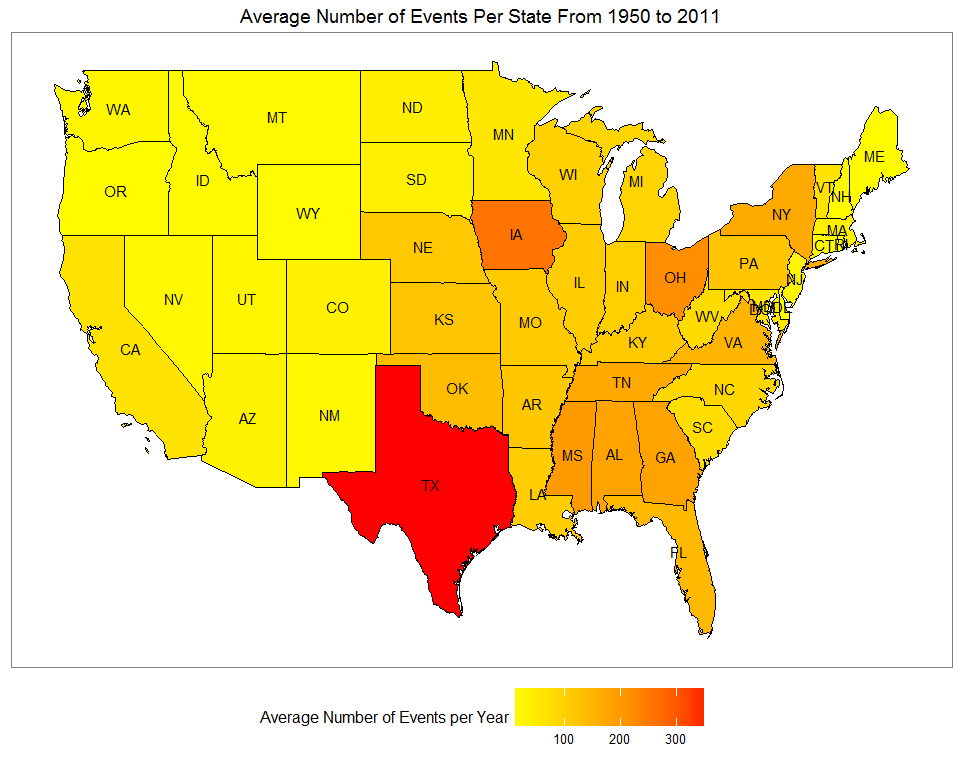 Average Number of Events Per State From 1950 to 2011
WA
MT
ND
MN
ME
OR
ID
SD
WI
MI
VT
NH
WY
NY
IA
MA
CT
NE
PA
NV
UT
CO
IL
IN
OH
NJ
DE
WV
KS
MO
KY
VA
CA
TN
OK
NC
AZ
NM
AR
SC
MS
AL
GA
TX
LA
FL
Average Number of Events per Year
100 200 300